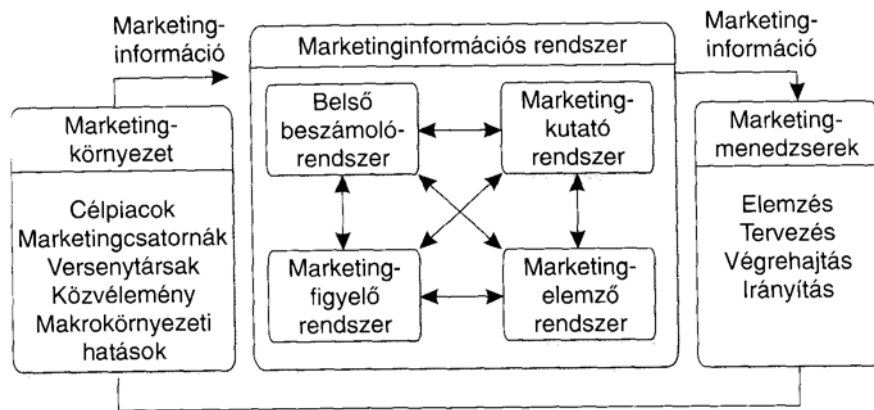 Marketing-
információ
Marketinginformációs rendszer
Marketing-
információ
Marketing-
környezet
Célpiacok
Marketingcsatornák
Versenytársak
Közvélemény
Makrokörnyezeti
hatások
Belső
beszámoló-
rendszer
Marketing-
kutató
rendszer
Marketing-
figyelő
rendszer
Marketing-
elemző
rendszer
Marketing-
menedzserek
Elemzés
Tervezés
Végrehajtás
Irányítás